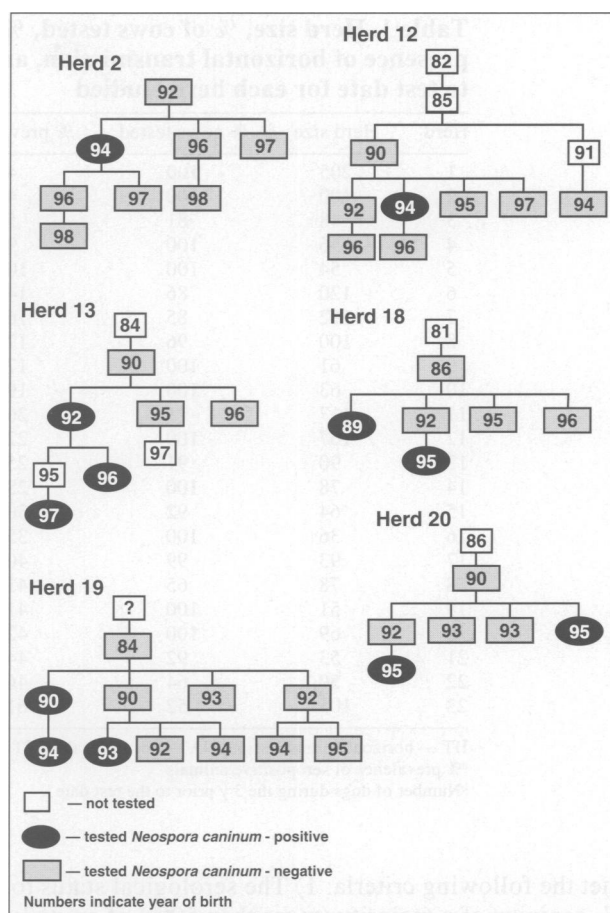 Herd 2
92
94 96 97
96 97 98
98
Herd 12
82
85
90 91
92 94 95 97 94
96 96
Herd 13
84
90
92 95 96
95 96 97
97
Herd 18
81
86
89 92 95 96
95
Herd 19
?
84
90 90 93 92
94 93 92 94 94 95
Herd 20
86
90
92 93 93 95
95
— not tested
— tested Neospora caninum - positive
— tested Neospora caninum - negative
Numbers indicate year of birth